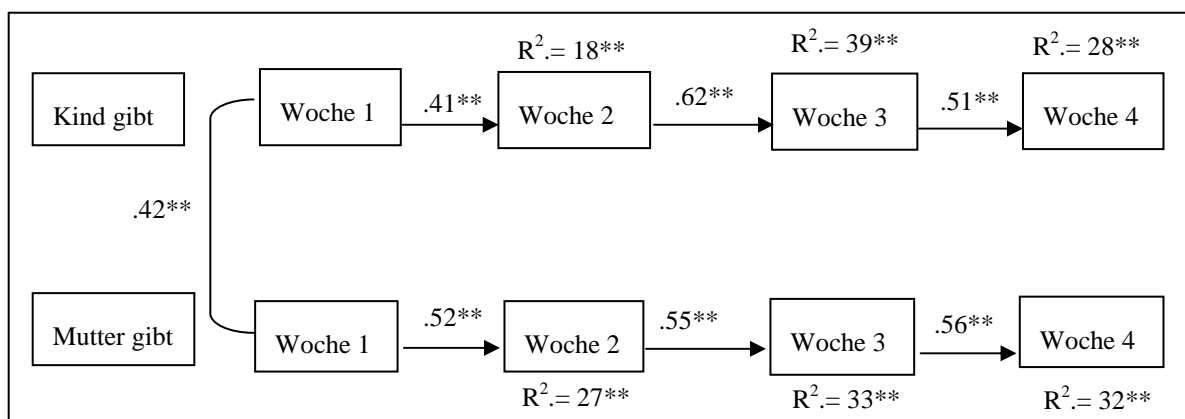 R².= 18** R².= 39** R².= 28**
Kind gibt Woche 1 .41** Woche 2 .62** Woche 3 .51** Woche 4
.42**
Mutter gibt Woche 1 .52** Woche 2 .55** Woche 3 .56** Woche 4
R².= 27** R².= 33** R².= 32**